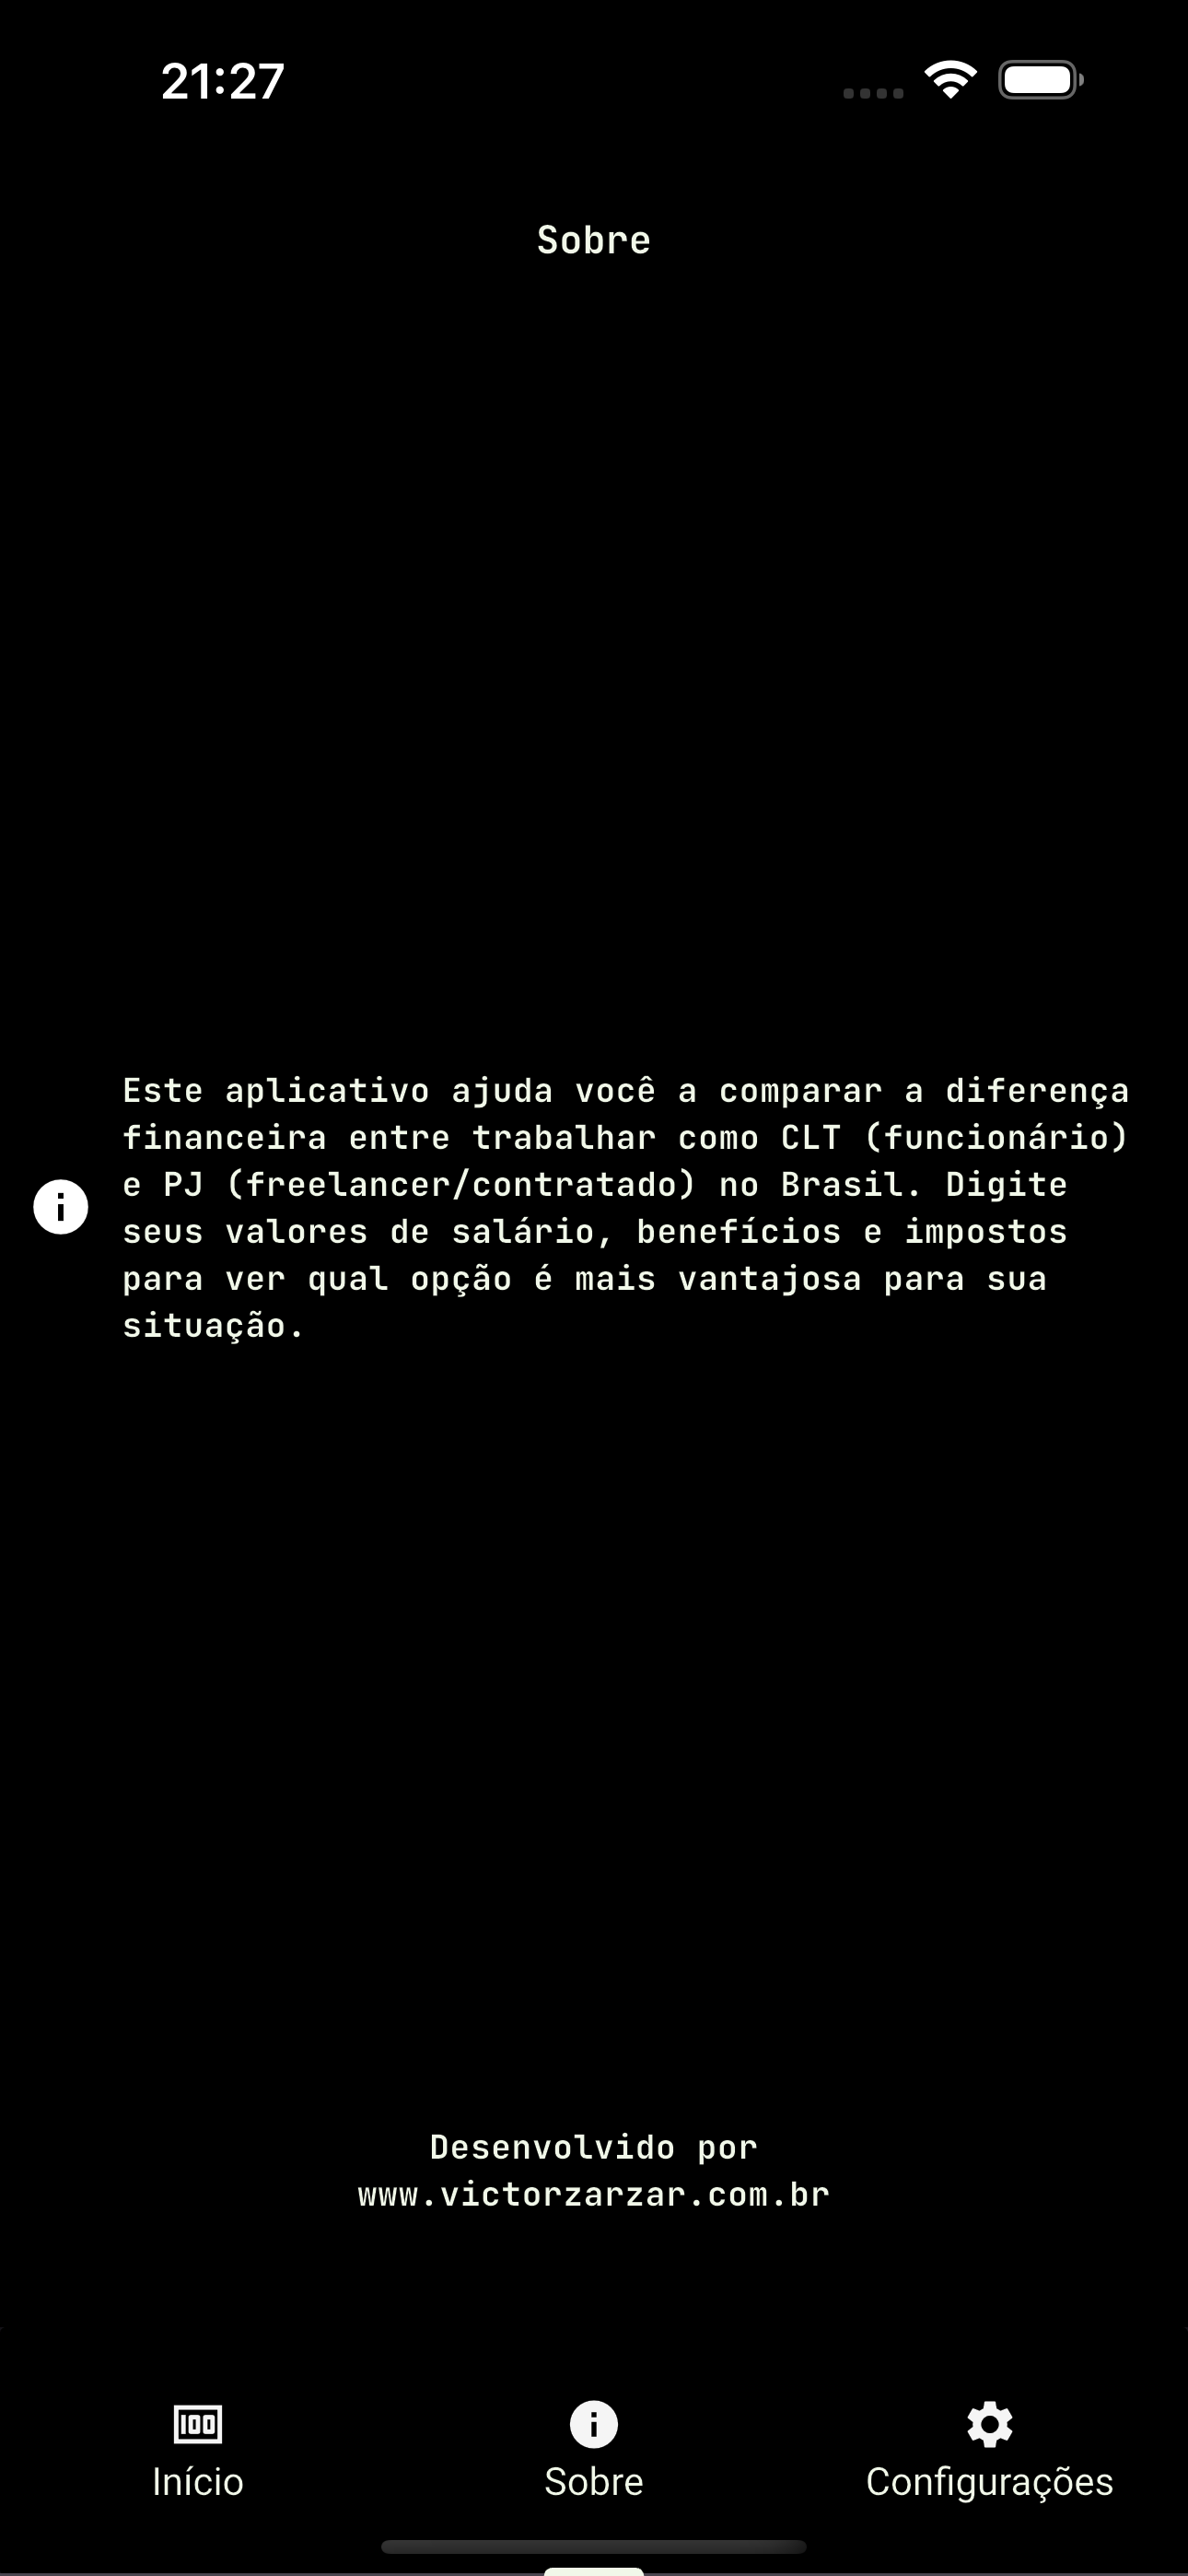 21:27
Sobre
Este aplicativo ajuda você a comparar a diferença
financeira entre trabalhar como CLT (funcionário)
e PJ (freelancer/contratado) no Brasil. Digite
seus valores de salário, benefícios e impostos
para ver qual opção é mais vantajosa para sua
situação.
Desenvolvido por
www.victorzarzar.com.br
Início
Sobre
Configurações